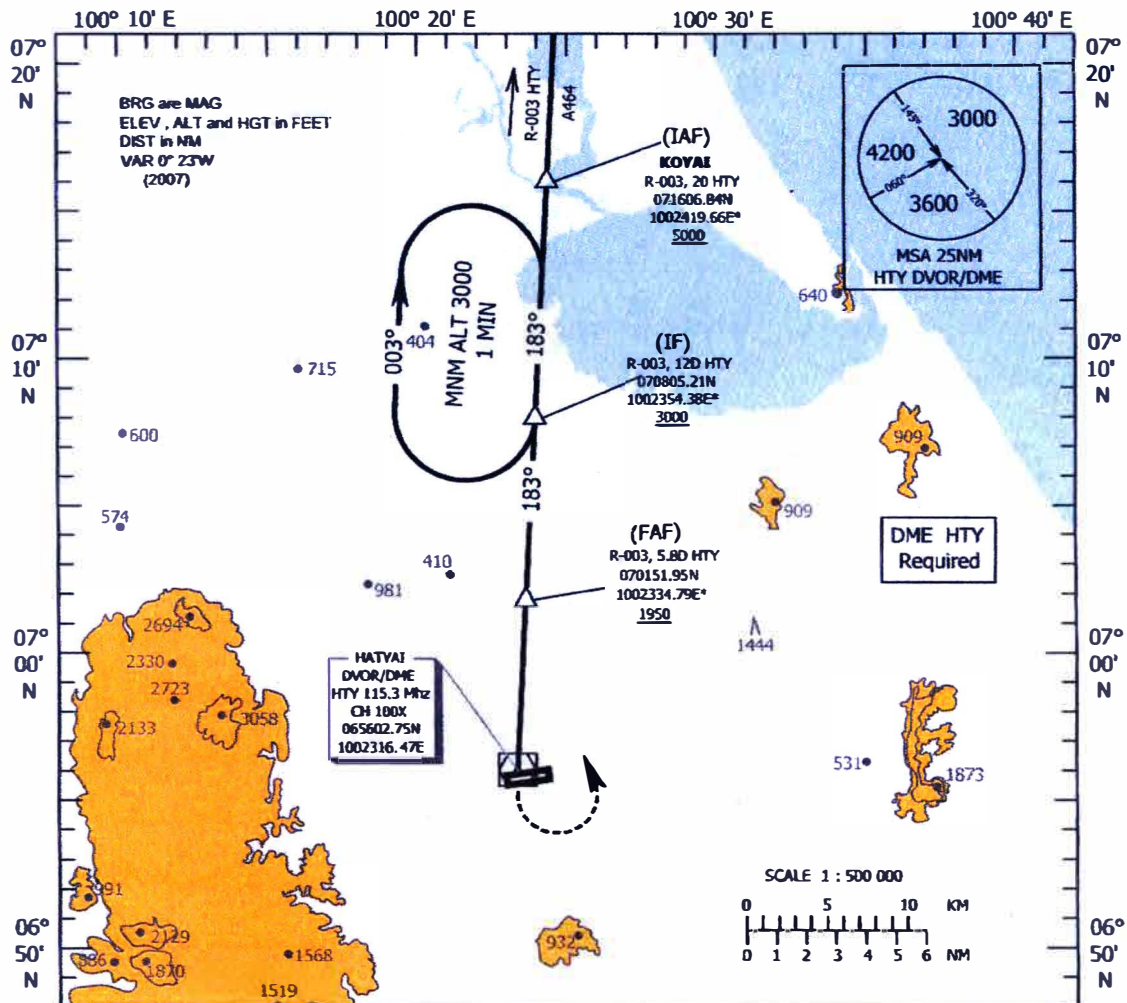 100° 10' E
100° 20' E
100° 30' E
100° 40' E
07°
20'
N
07°
20'
N
BRG are MAG
ELEV , ALT and HGT in FEET
DIST in NM
VAR 0° 23'W
(2007)
R-003 HTY
A464
(IAF)
KOYAI
R-003, 20 HTY
071606.84N
1002419.66E*
5000
145°
3000
4200
060°
3600
320°
MSA 25NM
HTY DVOR/DME
640
003°
MNM ALT 3000
1 MIN
183°
404
07°
10'
N
07°
10'
N
715
(IF)
R-003, 12D HTY
070805.21N
1002354.38E*
3000
600
909
183°
574
909
(FAF)
R-003, 5.8D HTY
070151.95N
1002334.79E*
1950
DME HTY
Required
410
981
2694
1444
07°
00'
N
07°
00'
N
2330
2723
3058
2133
HATYAI
DVOR/DME
HTY 115.3 Mhz
CH 100X
065602.75N
1002316.47E
531
1873
SCALE 1 : 500 000
0 5 10 KM
0 1 2 3 4 5 6 NM
2129
1870
1568
932
06°
50'
N
06°
50'
N
1519